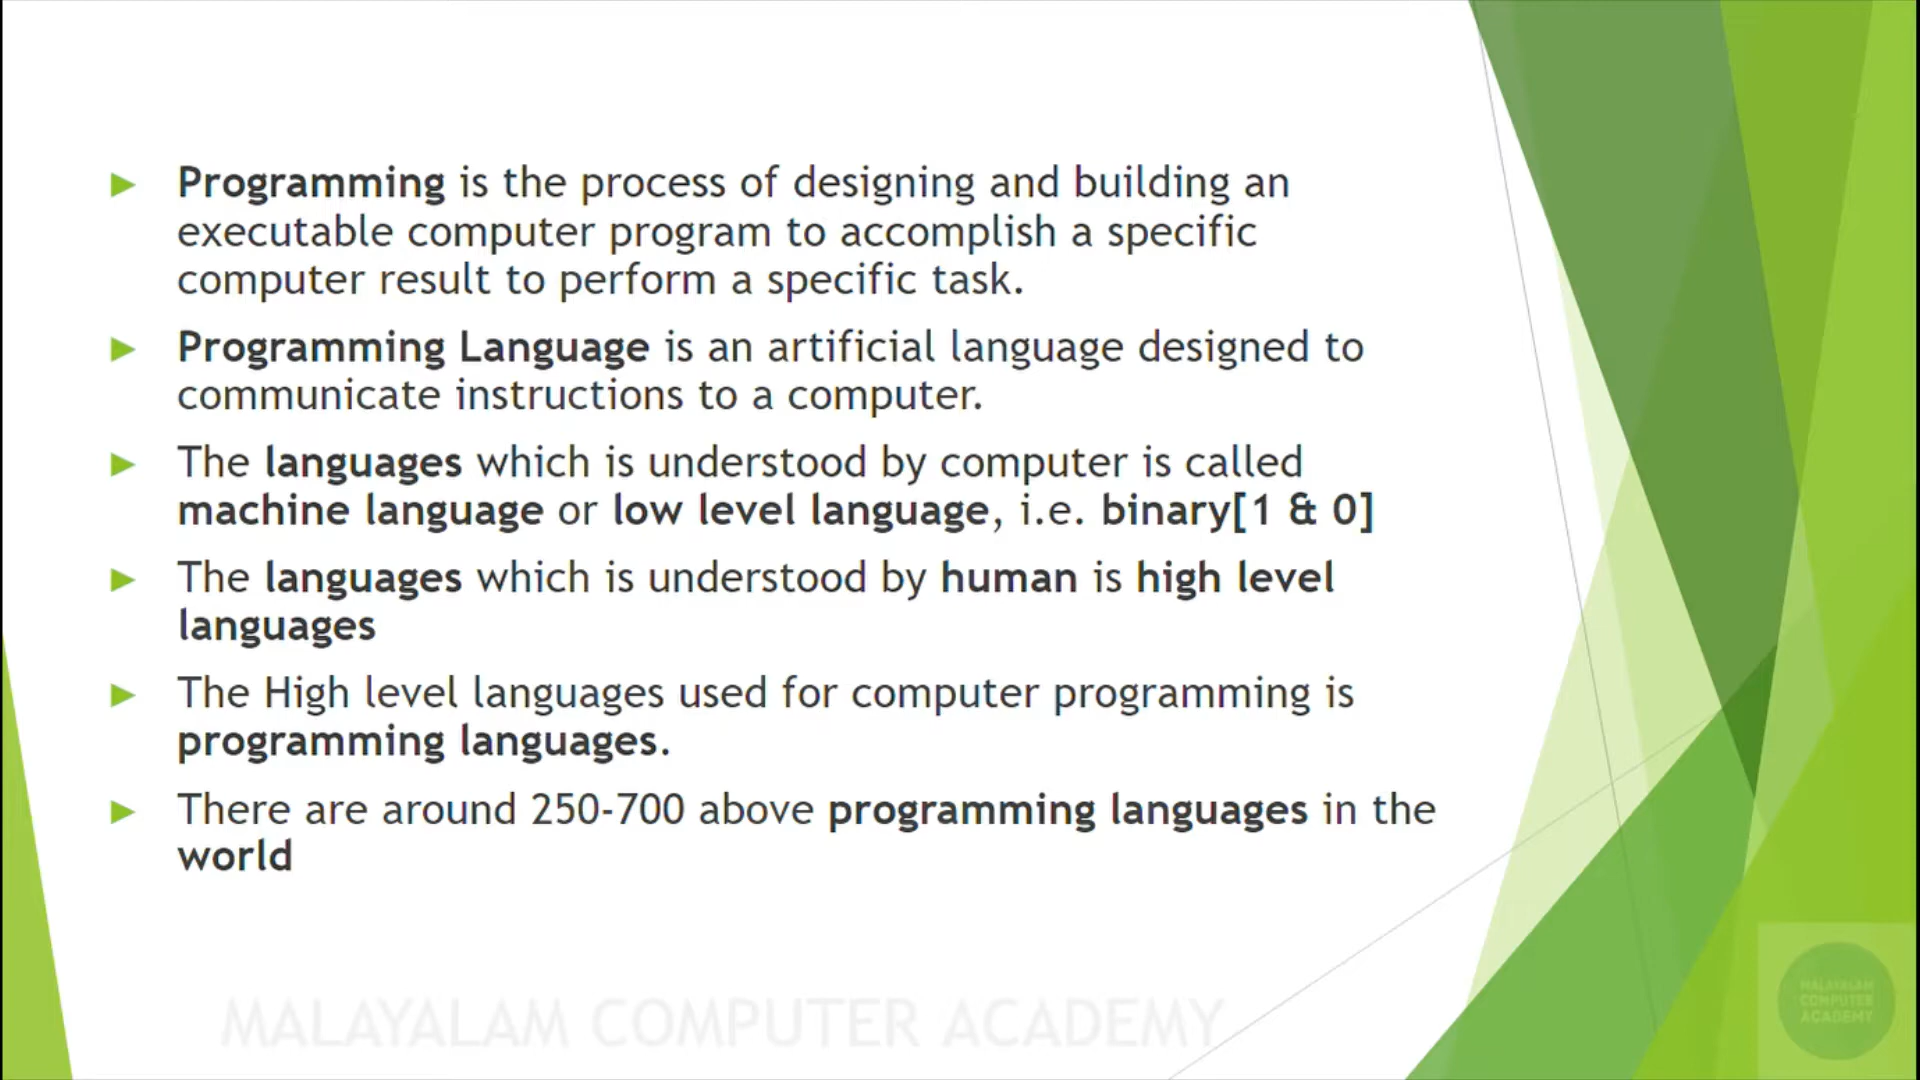 Programming is the process of designing and building an
executable computer program to accomplish a specific
computer result to perform a specific task.
Programming Language is an artificial language designed to
communicate instructions to a computer.
The languages which is understood by computer is called
machine language or low level language, i.e. binary[1 & 0]
The languages which is understood by human is high level
languages
The High level languages used for computer programming is
programming languages.
There are around 250-700 above programming languages in the
world
MALAYALAM COMPUTER ACADEMY
MALAYALAM
COMPUTER
ACADEMY